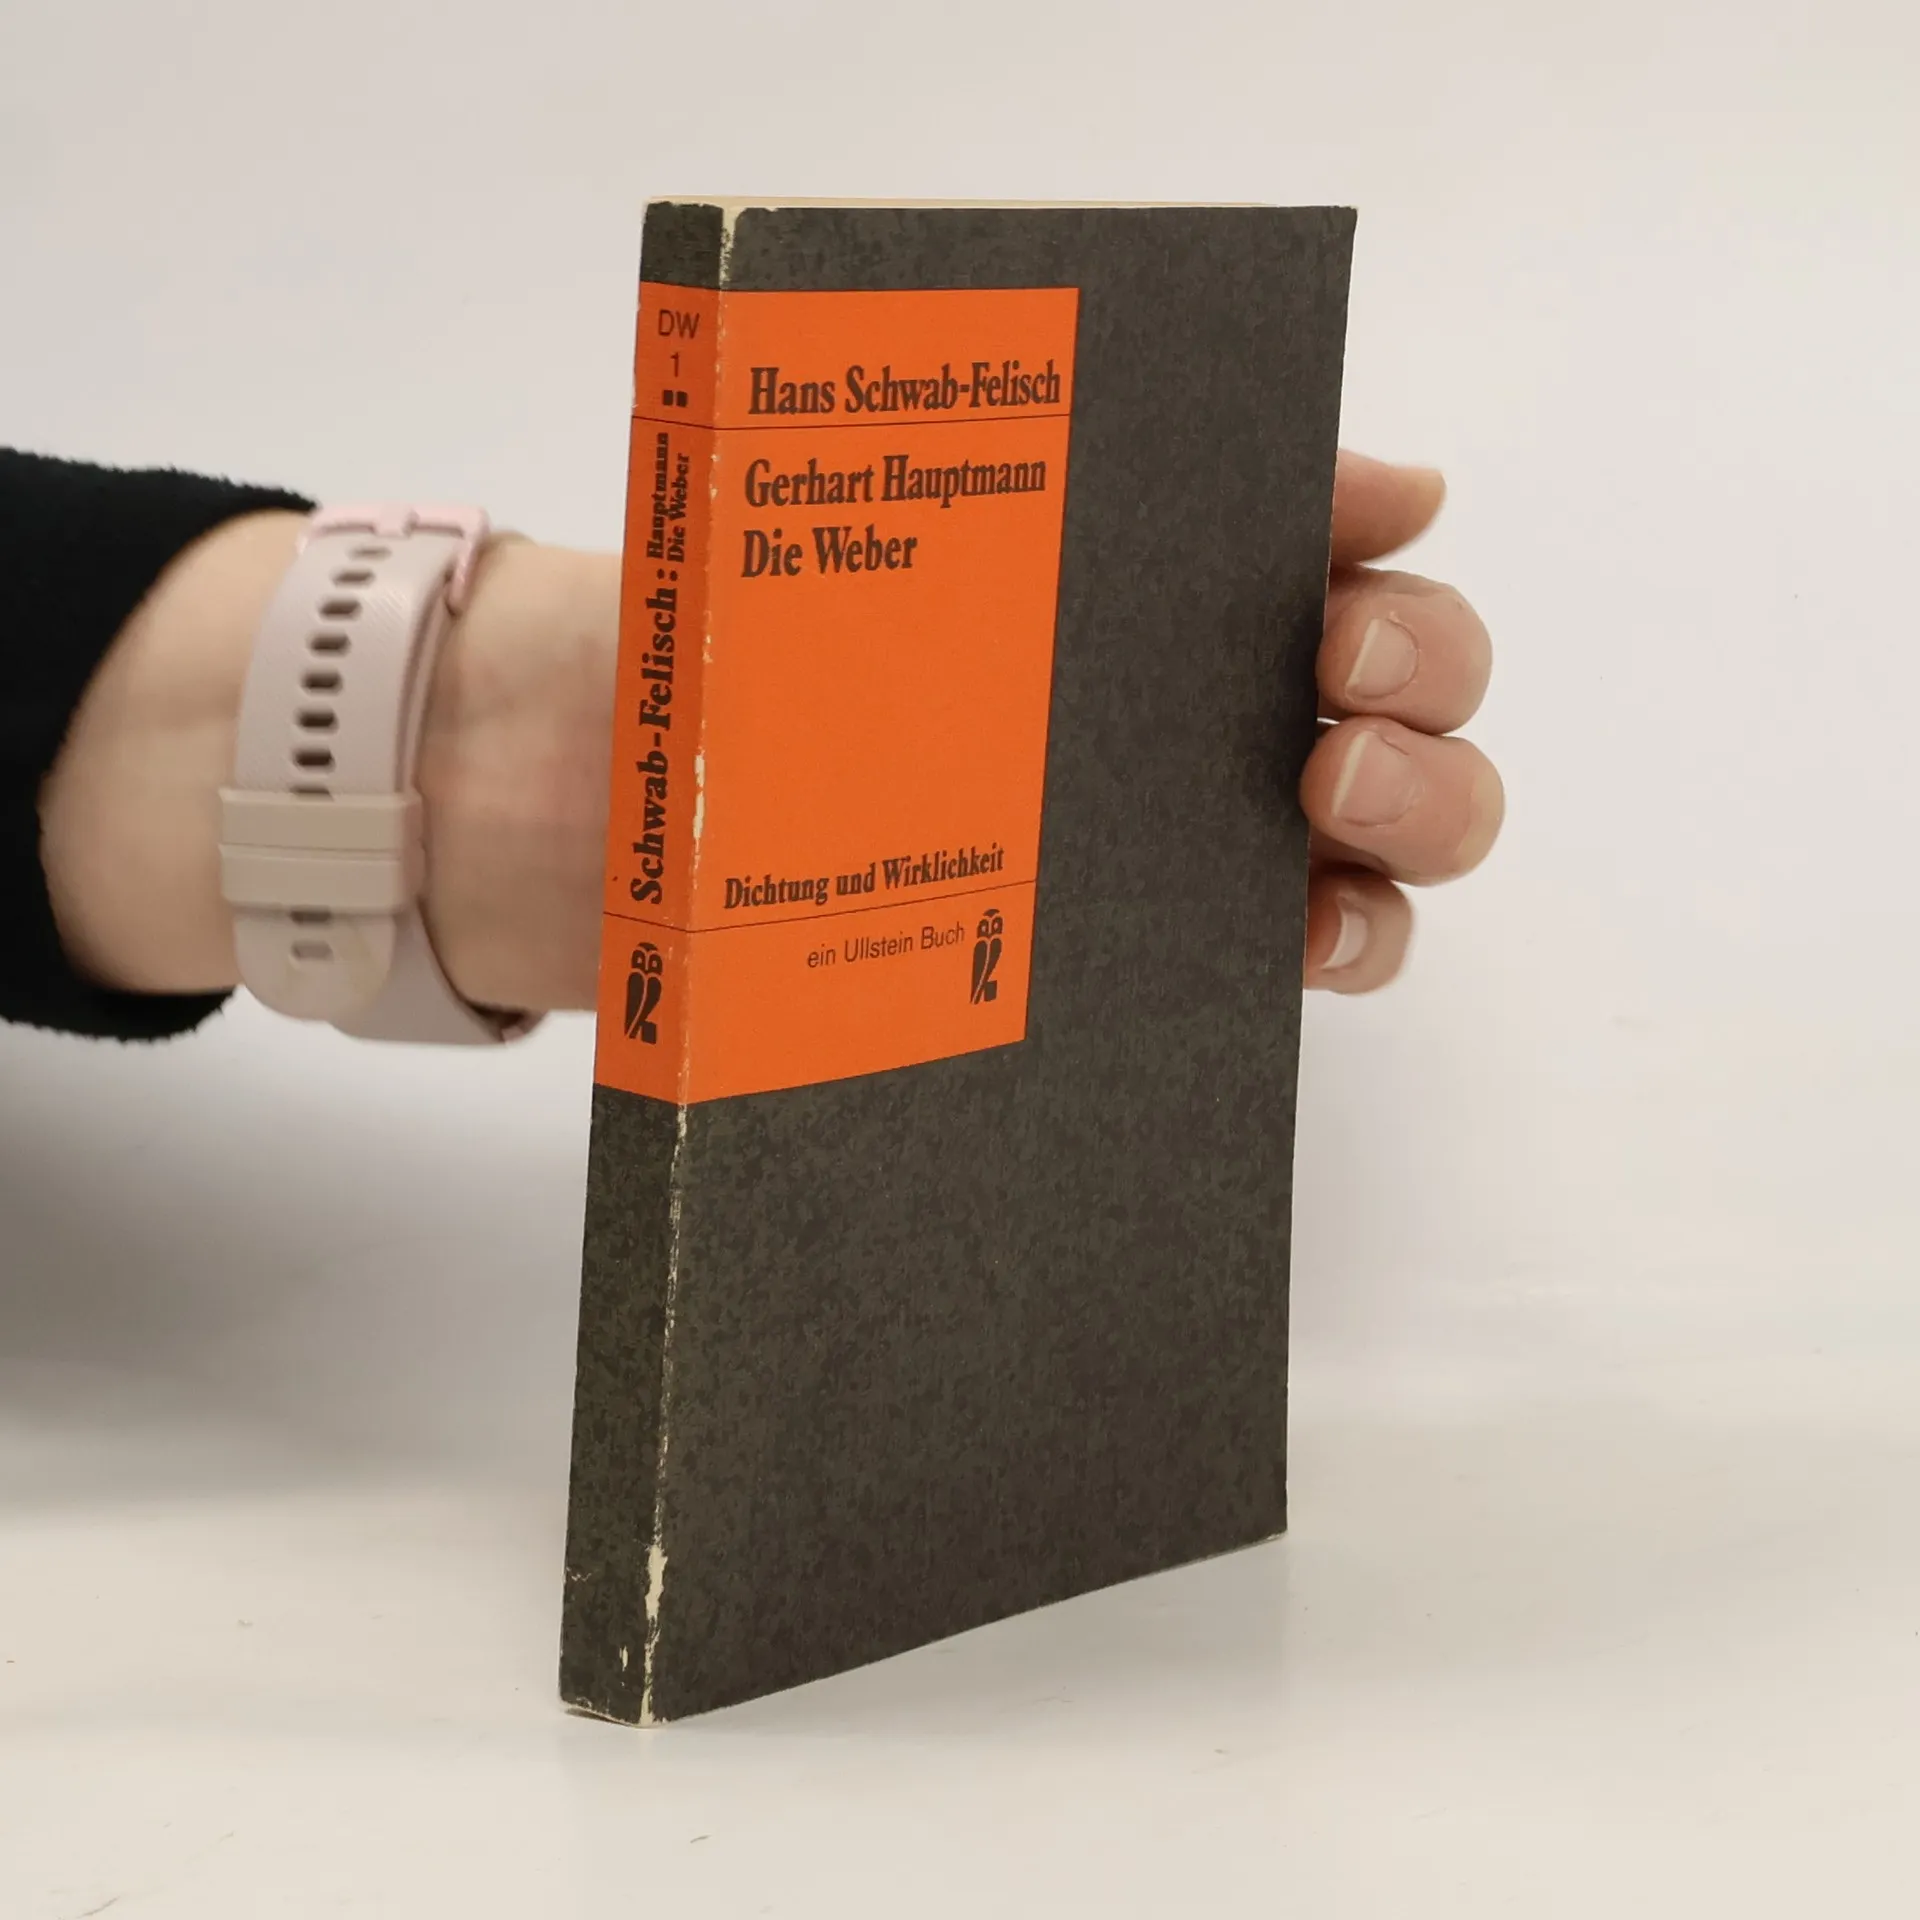 DW
1
Schwab-Felisch: Hauptmann
Die Weber
Hans Schwab-Felisch
Gerhart Hauptmann
Die Weber
Dichtung und Wirklichkeit
ein Ullstein Buch